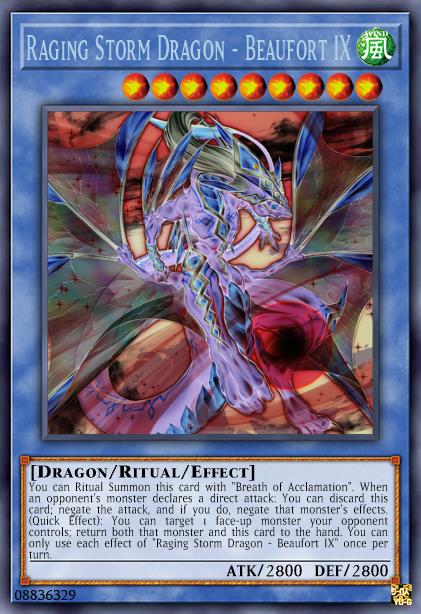 RAGING STORM DRAGON - BEAUFORT IX
WIND
風
[DRAGON/RITUAL/EFFECT]
You can Ritual Summon this card with "Breath of Acclamation". When
an opponent's monster declares a direct attack: You can discard this
card; negate the attack, and if you do, negate that monster's effects.
(Quick Effect): You can target 1 face-up monster your opponent
controls; return both that monster and this card to the hand. You can
only use each effect of "Raging Storm Dragon - Beaufort IX" once per
turn.
ATK/2800 DEF/2800
08836329